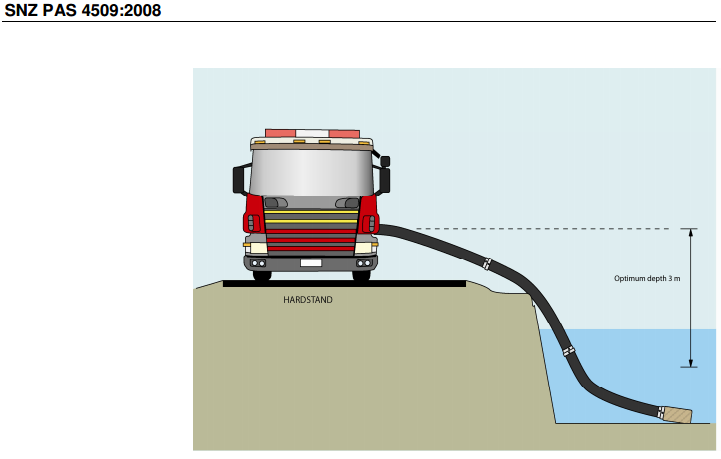 SNZ PAS 4509:2008
Optimum depth 3 m
HARDSTAND